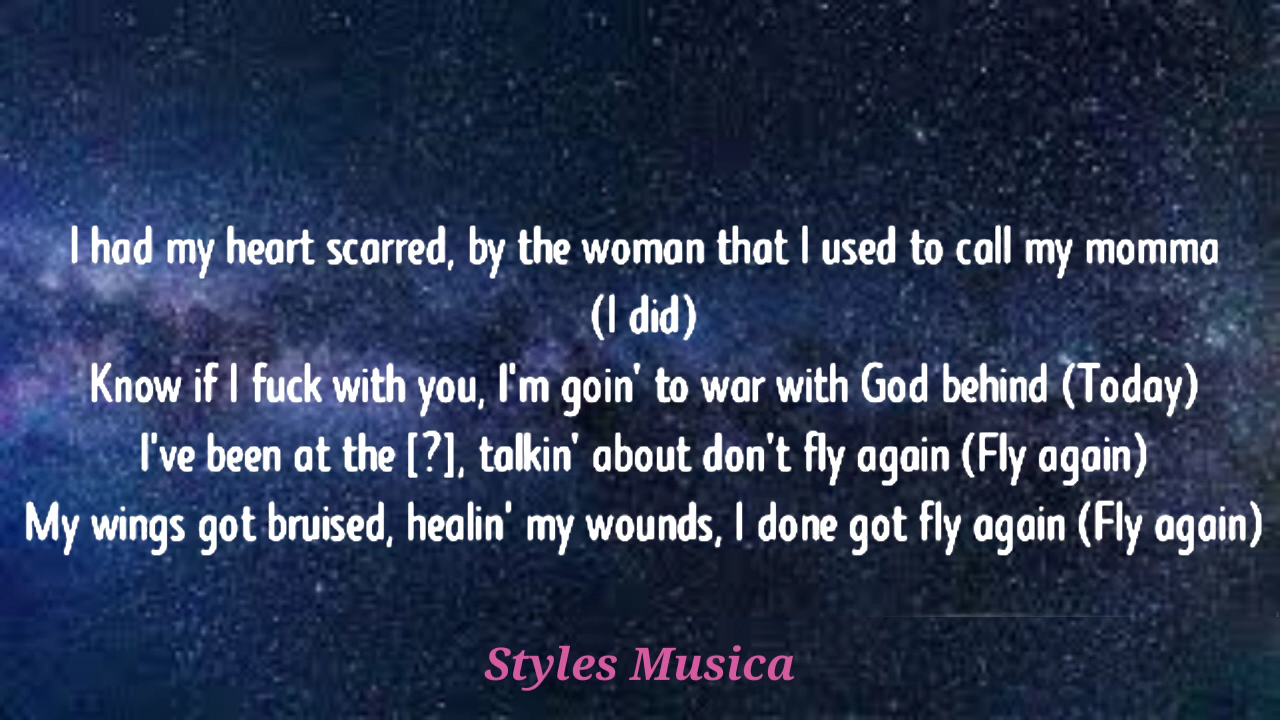 I had my heart scarred, by the woman that I used to call my momma
(I did)
Know if I fuck with you, I'm goin' to war with God behind (Today)
I've been at the [?], talkin' about don't fly again (Fly again)
My wings got bruised, healin' my wounds, I done got fly again (Fly again)
Styles Musica